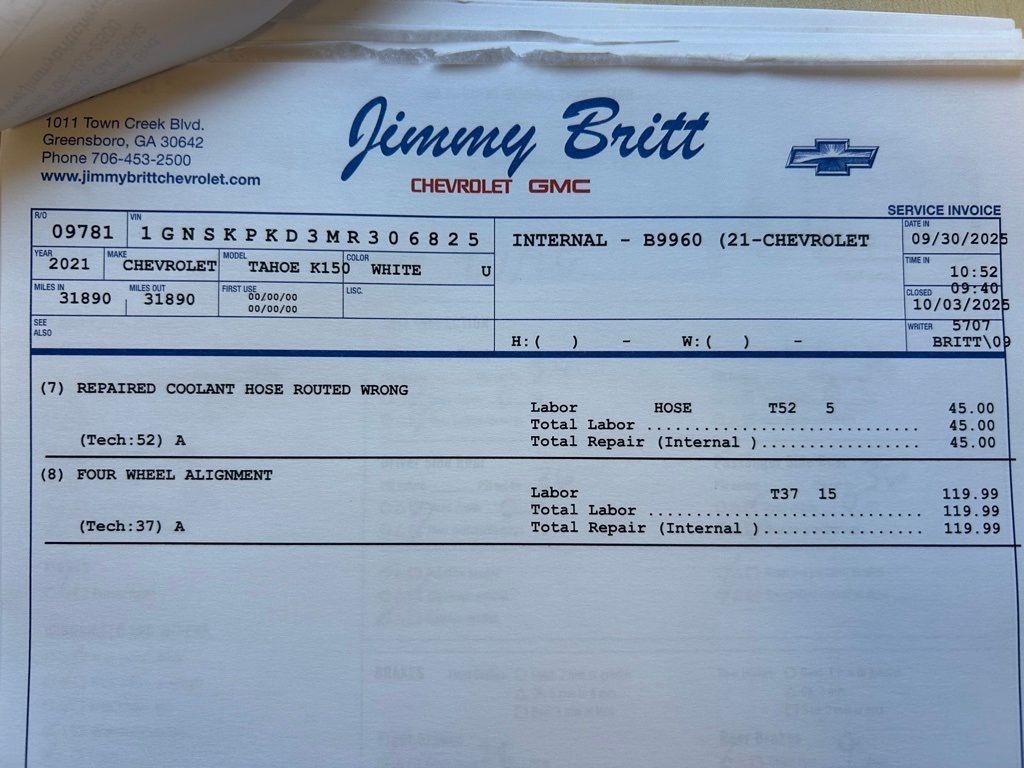 1011 Town Creek Blvd.
Greensboro, GA 30642
Phone 706-453-2500
www.jimmybrittchevrolet.com
Jimmy Britt
CHEVROLET GMC
SERVICE INVOICE
R/O
09781
VIN
1GNSKPKD3MR306825
INTERNAL - B9960 (21-CHEVROLET
DATE IN
09/30/2025
YEAR
2021
MAKE
CHEVROLET
MODEL
TAHOE K150
COLOR
WHITE U
TIME IN
10:52
09:40
MILES IN
31890
MILES OUT
31890
FIRST USE
00/00/00
00/00/00
LISC.
CLOSED
10/03/2025
SEE
ALSO
H:( ) - W:( ) -
WRITER
5707
BRITT\09
(7) REPAIRED COOLANT HOSE ROUTED WRONG
Labor HOSE T52 5 45.00
Total Labor ................................ 45.00
(Tech:52) A Total Repair (Internal ).................. 45.00
(8) FOUR WHEEL ALIGNMENT
Labor T37 15 119.99
Total Labor ................................ 119.99
(Tech:37) A Total Repair (Internal )................. 119.99
BRAKES